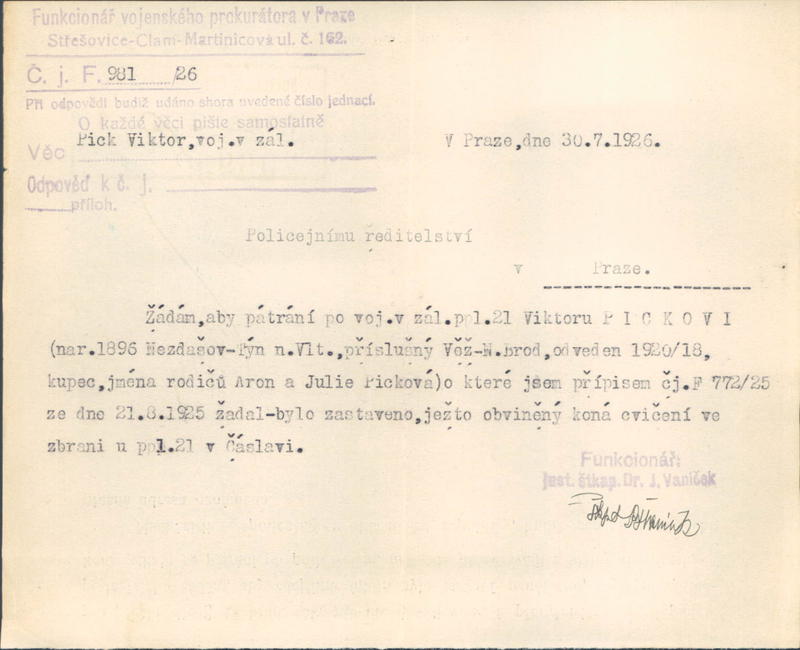 Funkcionář vojenského prokurátora v Praze
Střešovice-Clam-Martinicova ul. č. 162.
Č. j. F. 981 /26
Při odpovědi budiž udáno shora uvedené číslo jednací.
O každé věci pište samostatně
Věc Pick Viktor,voj.v zál.
V Praze,dne 30.7.1926.
Odpověď k č. j.
příloh.
Policejnímu ředitelství
v Praze.
Žádám,aby pátrání po voj.v zál.ppl.21 Viktoru P I C K O V I
(nar.1896 Nezdašov-Týn n.Vlt.,příslušný Věž-N.Brod,odveden 1920/18,
kupec,jména rodičů Aron a Julie Picková)o které jsem přípisem čj.F 772/25
ze dne 21.8.1925 žádal-bylo zastaveno,ježto obviněný koná cvičení ve
zbrani u ppl.21 v Čáslavi.
Funkcionář:
just. štkap. Dr. J. Vaníček